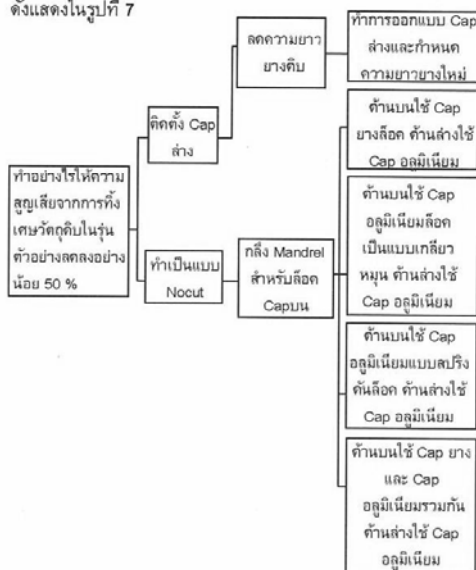 ดังแสดงในรูปที่ 7
ทำอย่างไรให้ความ
สูญเสียจากการทิ้ง
เศษวัตถุดิบในรุ่น
ตัวอย่างลดลงอย่าง
น้อย 50 %
ติดตั้ง Cap
ล่าง
ลดความยาว
ยางดิบ
ทำการออกแบบ Cap
ล่างและกำหนด
ความยาวยางใหม่
ทำเป็นแบบ
Nocut
กลึง Mandrel
สำหรับล็อค
Capบน
ด้านบนใช้ Cap
ยางล็อค ด้านล่างใช้
Cap อลูมิเนียม
ด้านบนใช้ Cap
อลูมิเนียมล็อค
เป็นแบบเกลียว
หมุน ด้านล่างใช้
Cap อลูมิเนียม
ด้านบนใช้ Cap
อลูมิเนียมแบบสปริง
ดันล็อค ด้านล่างใช้
Cap อลูมิเนียม
ด้านบนใช้ Cap ยาง
และ Cap
อลูมิเนียมรวมกัน
ด้านล่างใช้ Cap
อลูมิเนียม